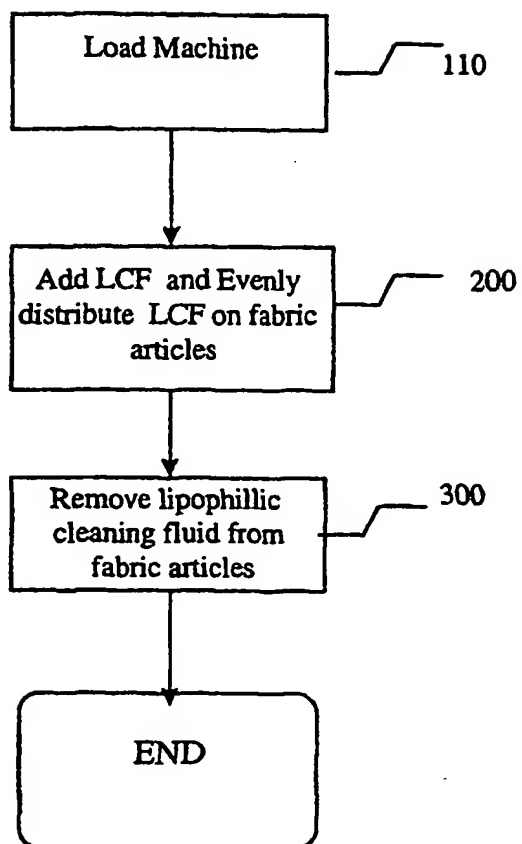 Load Machine
110
Add LCF and Evenly
distribute LCF on fabric
articles
200
Remove lipophillic
cleaning fluid from
fabric articles
300
END